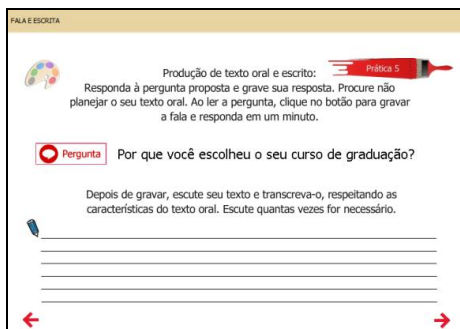 FALA E ESCRITA
Prática 5
Produção de texto oral e escrito:
Responda à pergunta proposta e grave sua resposta. Procure não
planejar o seu texto oral. Ao ler a pergunta, clique no botão para gravar
a fala e responda em um minuto.
Pergunta Por que você escolheu o seu curso de graduação?
Depois de gravar, escute seu texto e transcreva-o, respeitando as
características do texto oral. Escute quantas vezes for necessário.